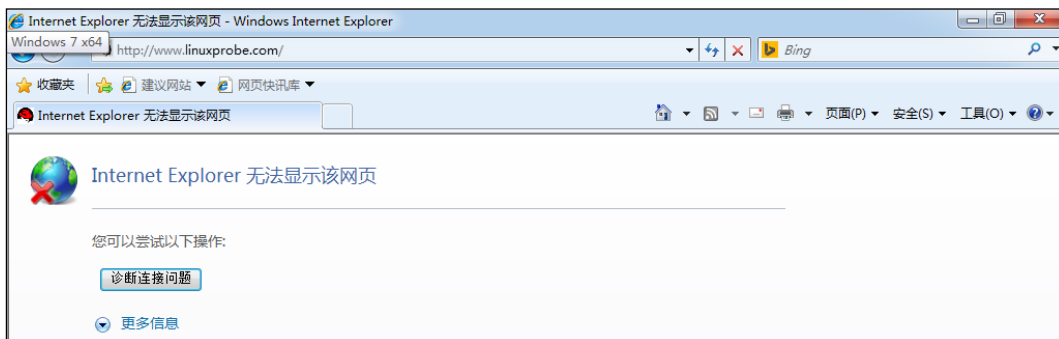 Internet Explorer 无法显示该网页 - Windows Internet Explorer
Windows 7 x64
http://www.linuxprobe.com/
Bing
收藏夹 建议网站 网页快讯库
Internet Explorer 无法显示该网页
页面(P) 安全(S) 工具(O)
Internet Explorer 无法显示该网页
您可以尝试以下操作:
诊断连接问题
更多信息